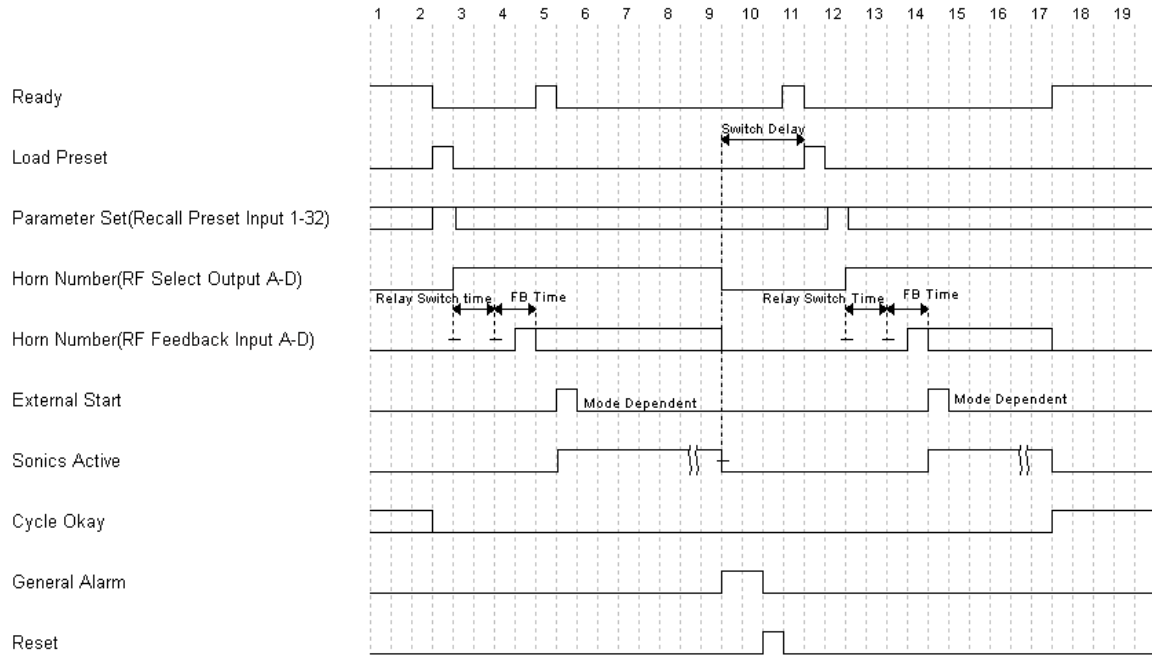 1 2 3 4 5 6 7 8 9 10 11 12 13 14 15 16 17 18 19
Ready
Switch Delay
Load Preset
Parameter Set(Recall Preset Input 1-32)
Horn Number(RF Select Output A-D)
Relay Switch time FB Time Relay Switch Time FB Time
Horn Number(RF Feedback Input A-D)
External Start
Mode Dependent Mode Dependent
Sonics Active
Cycle Okay
General Alarm
Reset